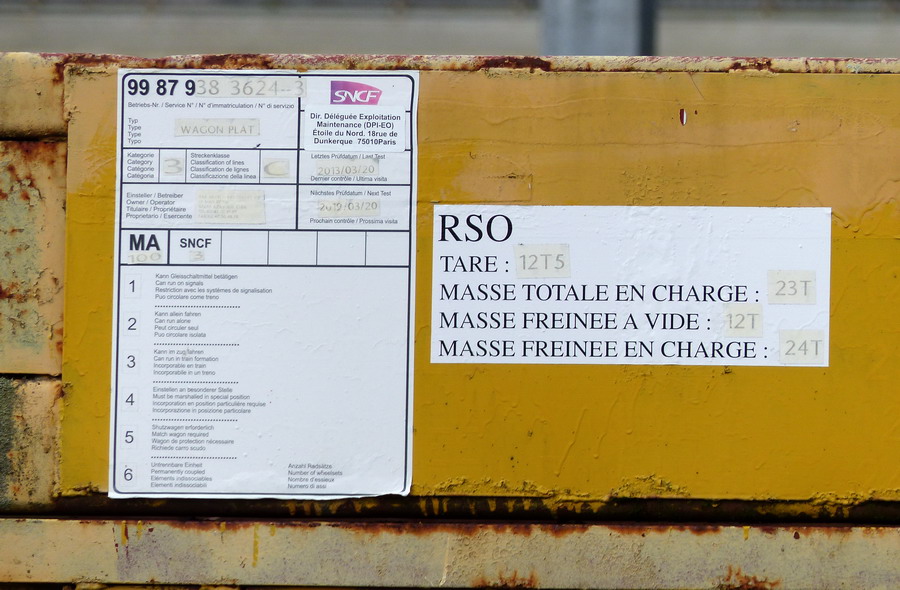 99 87 938 3624-3
SNCF
Betriebs-Nr. / Service N° / N° d'immatriculation / N° di servizio
Typ
Type
Type
Tipo
WAGON PLAT
Dir. Déléguée Exploitation
Maintenance (DPI-EO)
Étoile du Nord. 18rue de
Dunkerque 75010Paris
Kategorie
Category
Catégorie
Categoria
3
Streckenklasse
Classification of lines
Classification de lignes
Classificazione della linea
C
Letztes Prüfdatum / Last Test
2013/03/20
Dernier contrôle / Ultima visita
Einsteller / Betreiber
Owner / Operator
Titulaire / Propriétaire
Proprietario / Esercente
Nächstes Prüfdatum / Next Test
Prochain contrôle / Prossima visita
MA
100
SNCF
3
1
Kann Gleisschaltmittel betätigen
Can run on signals
Restriction avec les systèmes de signalisation
Puo circolare come treno
2
Kann allein fahren
Can run alone
Peut circuler seul
Puo circolare isolata
3
Kann im zug/fahren
Can run in train formation
Incorporable en train
Incorporabile in un treno
4
Einstellen an besonderer Stelle
Must be marshalled in special position
Incorporation en position particulière requise
Incorporazione in posizione particolare
5
Shutzwagen erforderlich
Match wagon required
Wagon de protection nécessaire
Richiede carro scudo
6
Untrennbare Einheit
Permanently coupled
Elements indissociables
Elementi indissociabili
Anzahl Radsätze
Number of wheelsets
Nombre d'essieux
Numero di assi
RSO
TARE : 12T5
MASSE TOTALE EN CHARGE : 23T
MASSE FREINEE A VIDE : 12T
MASSE FREINEE EN CHARGE : 24T